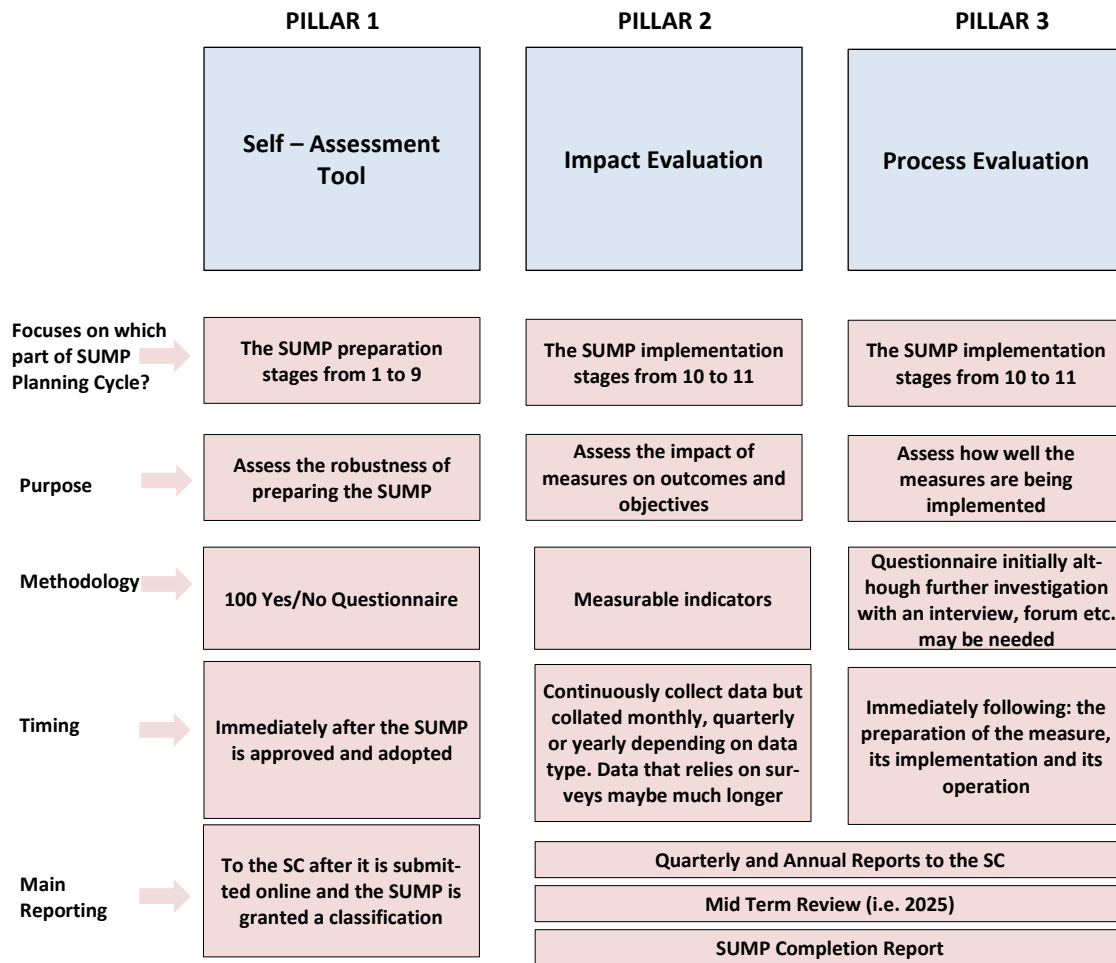 PILLAR 1
PILLAR 2
PILLAR 3
Self – Assessment
Tool
Impact Evaluation
Process Evaluation
Focuses on which
part of SUMP
Planning Cycle?
The SUMP preparation
stages from 1 to 9
The SUMP implementation
stages from 10 to 11
The SUMP implementation
stages from 10 to 11
Purpose
Assess the robustness of
preparing the SUMP
Assess the impact of
measures on outcomes and
objectives
Assess how well the
measures are being
implemented
Methodology
100 Yes/No Questionnaire
Measurable indicators
Questionnaire initially alt-
hough further investigation
with an interview, forum etc.
may be needed
Timing
Immediately after the SUMP
is approved and adopted
Continuously collect data but
collated monthly, quarterly
or yearly depending on data
type. Data that relies on sur-
veys maybe much longer
Immediately following: the
preparation of the measure,
its implementation and its
operation
Main
Reporting
To the SC after it is submit-
ted online and the SUMP is
granted a classification
Quarterly and Annual Reports to the SC
Mid Term Review (i.e. 2025)
SUMP Completion Report